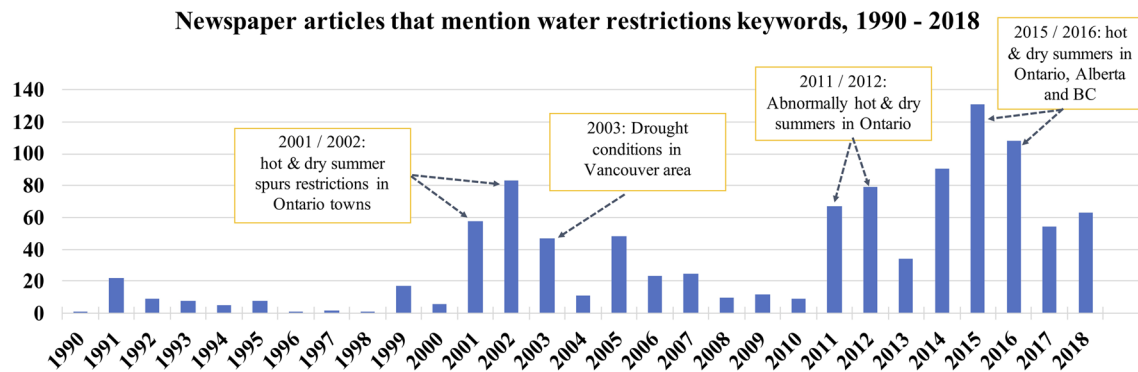 Newspaper articles that mention water restrictions keywords, 1990 - 2018
2015 / 2016: hot
& dry summers in
Ontario, Alberta
and BC
2011 / 2012:
Abnormally hot & dry
summers in Ontario
2003: Drought
conditions in
Vancouver area
2001 / 2002:
hot & dry summer
spurs restrictions in
Ontario towns
140
120
100
80
60
40
20
0
1990
1991
1992
1993
1994
1995
1996
1997
1998
1999
2000
2001
2002
2003
2004
2005
2006
2007
2008
2009
2010
2011
2012
2013
2014
2015
2016
2017
2018